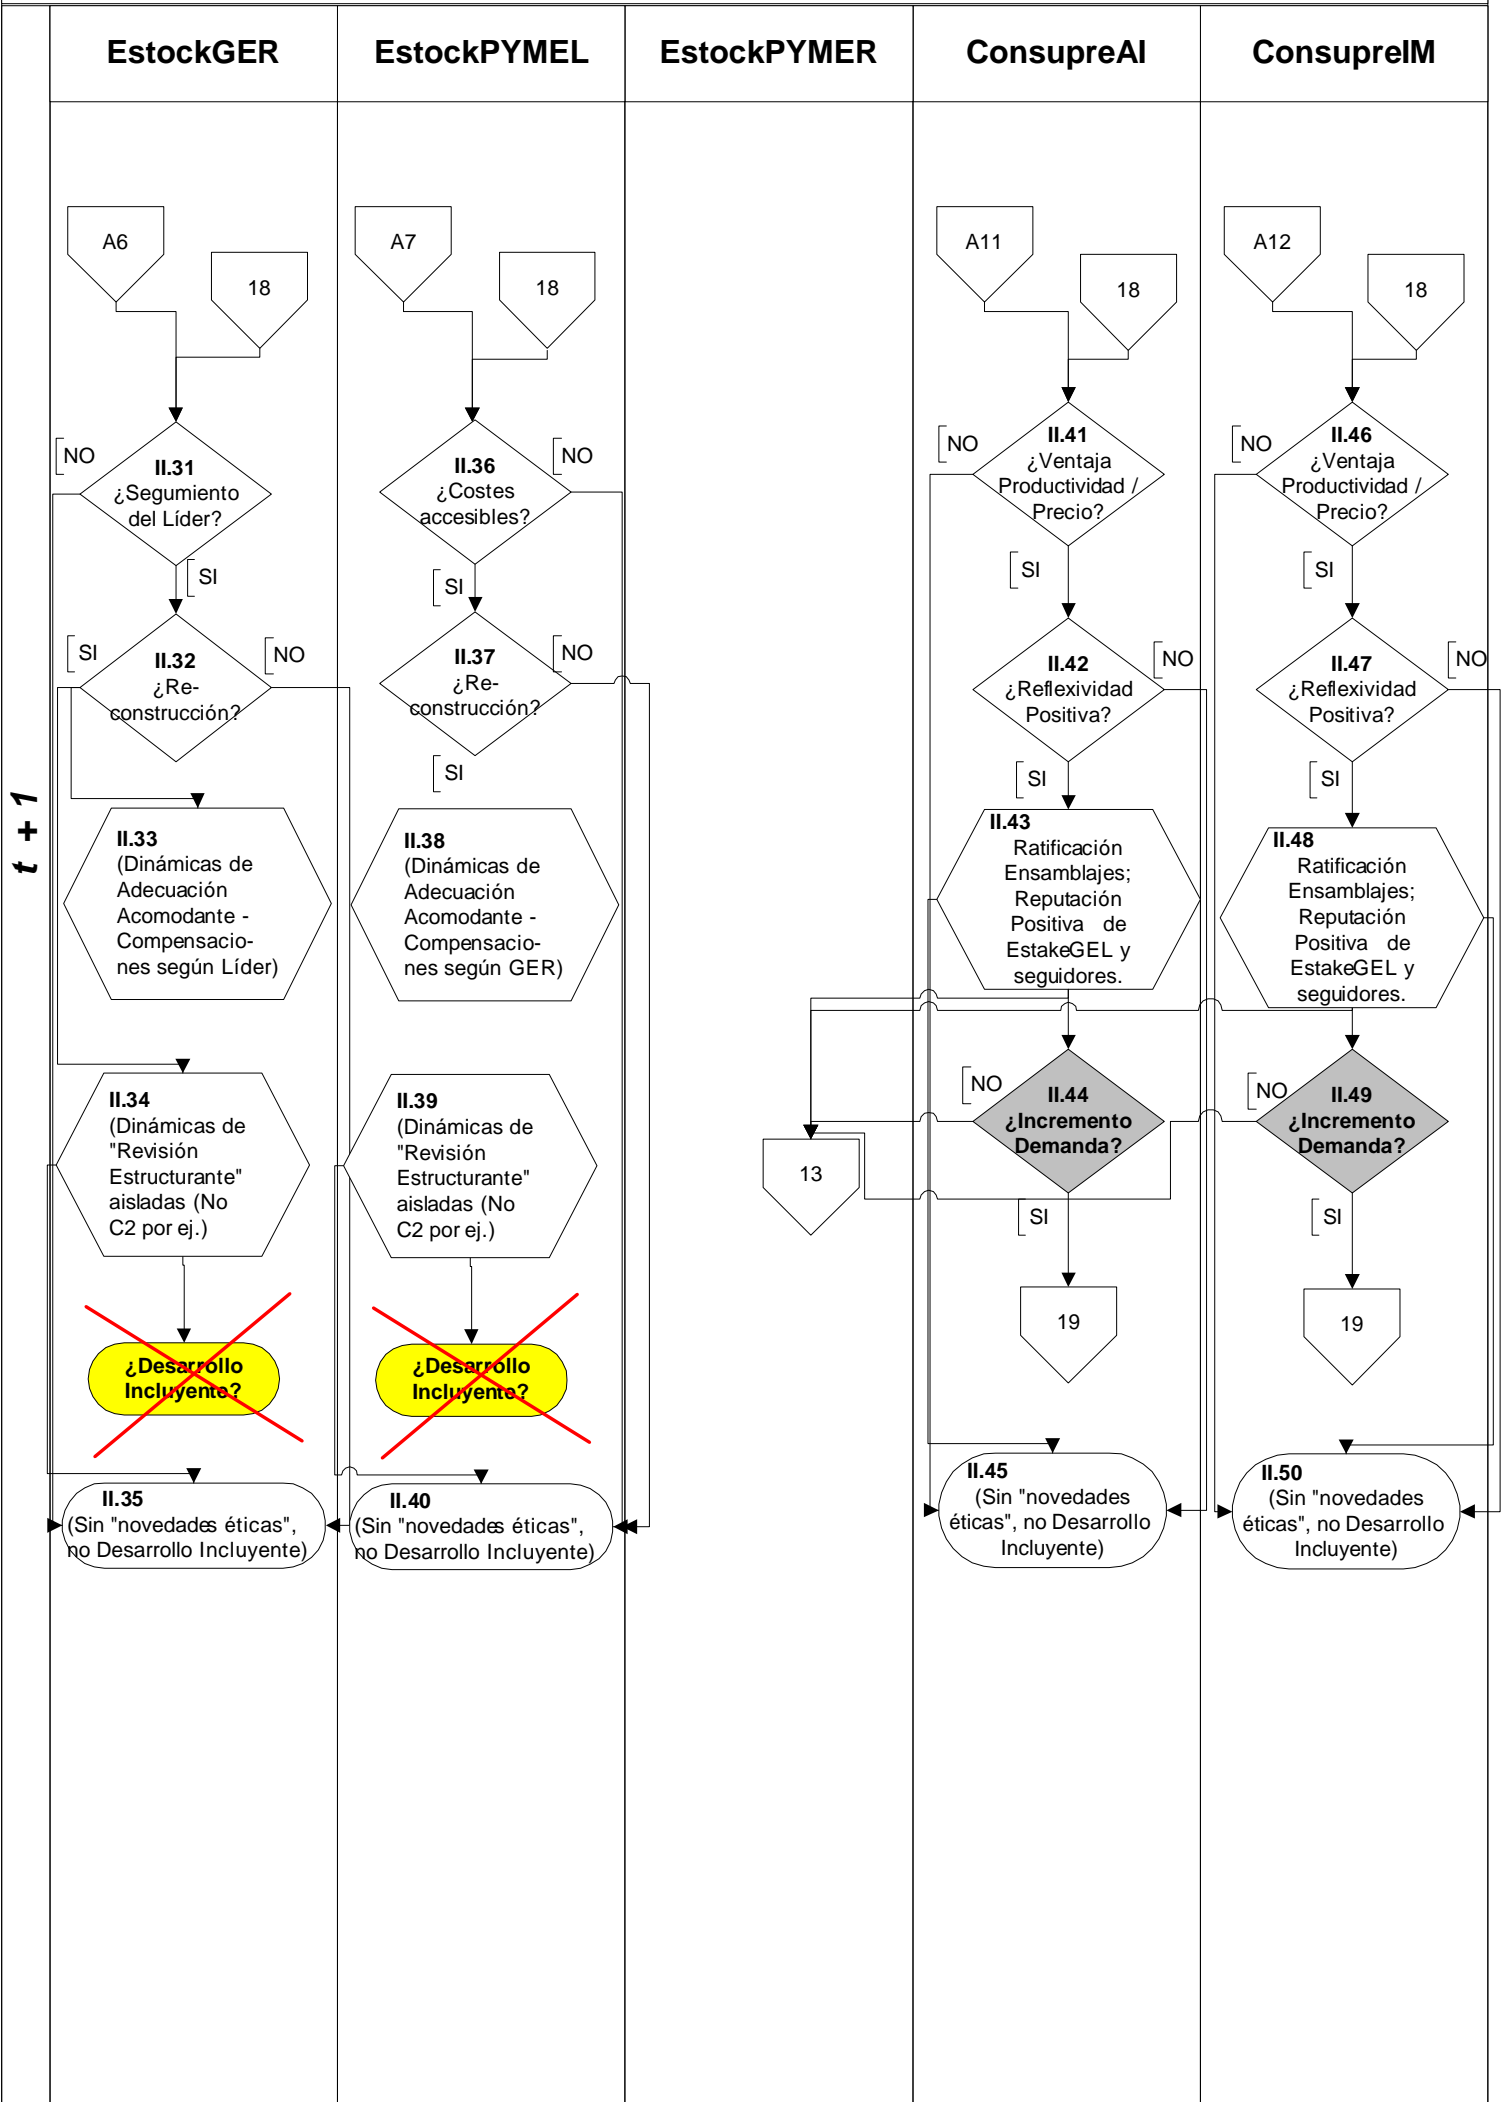 EstockGER
EstockPYMEL
EstockPYMER
ConsupreAI
ConsupreIM
t + 1
A6
18
A7
18
A11
18
A12
18
NO
II.31
¿Segumiento
del Líder?
SI
II.36
¿Costes
accesibles?
NO
SI
NO
II.41
¿Ventaja
Productividad /
Precio?
SI
NO
II.46
¿Ventaja
Productividad /
Precio?
SI
SI
II.32
¿Re-
construcción?
NO
II.37
¿Re-
construcción?
NO
SI
II.42
¿Reflexividad
Positiva?
NO
SI
II.47
¿Reflexividad
Positiva?
NO
SI
II.33
(Dinámicas de
Adecuación
Acomodante -
Compensacio-
nes según Líder)
II.38
(Dinámicas de
Adecuación
Acomodante -
Compensacio-
nes según GER)
II.43
Ratificación
Ensamblajes;
Reputación
Positiva de
EstakeGEL y
seguidores.
II.48
Ratificación
Ensamblajes;
Reputación
Positiva de
EstakeGEL y
seguidores.
II.34
(Dinámicas de
"Revisión
Estructurante"
aisladas (No
C2 por ej.)
II.39
(Dinámicas de
"Revisión
Estructurante"
aisladas (No
C2 por ej.)
13
NO
II.44
¿Incremento
Demanda?
SI
NO
II.49
¿Incremento
Demanda?
SI
19
19
¿Desarrollo
Incluyente?
¿Desarrollo
Incluyente?
II.35
(Sin "novedades éticas",
no Desarrollo Incluyente)
II.40
(Sin "novedades éticas",
no Desarrollo Incluyente)
II.45
(Sin "novedades
éticas", no Desarrollo
Incluyente)
II.50
(Sin "novedades
éticas", no Desarrollo
Incluyente)